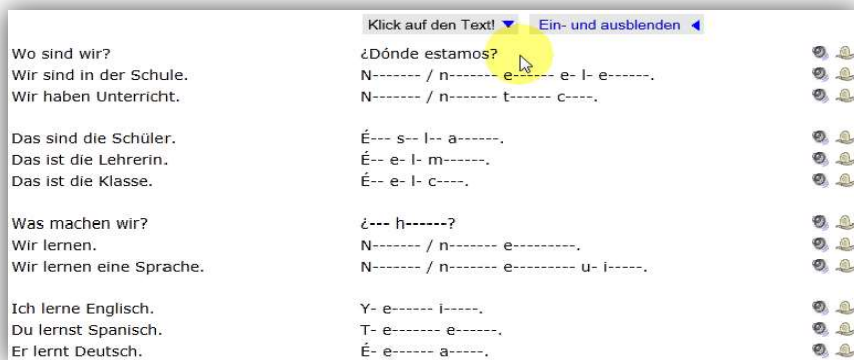 Klick auf den Text! ▼ Ein- und ausblenden ◀
Wo sind wir? ¿Dónde estamos?
Wir sind in der Schule. N------- / n------- e------ e- l- e------.
Wir haben Unterricht. N------- / n------- t------ c----.
Das sind die Schüler. É--- s-- l-- a------.
Das ist die Lehrerin. É-- e- l- m------.
Das ist die Klasse. É-- e- l- c----.
Was machen wir? ¿--- h------?
Wir lernen. N------- / n------- e---------.
Wir lernen eine Sprache. N------- / n------- e--------- u- i-----.
Ich lerne Englisch. Y- e------ i-----.
Du lernst Spanisch. T- e------- e------.
Er lernt Deutsch. É- e------ a-----.